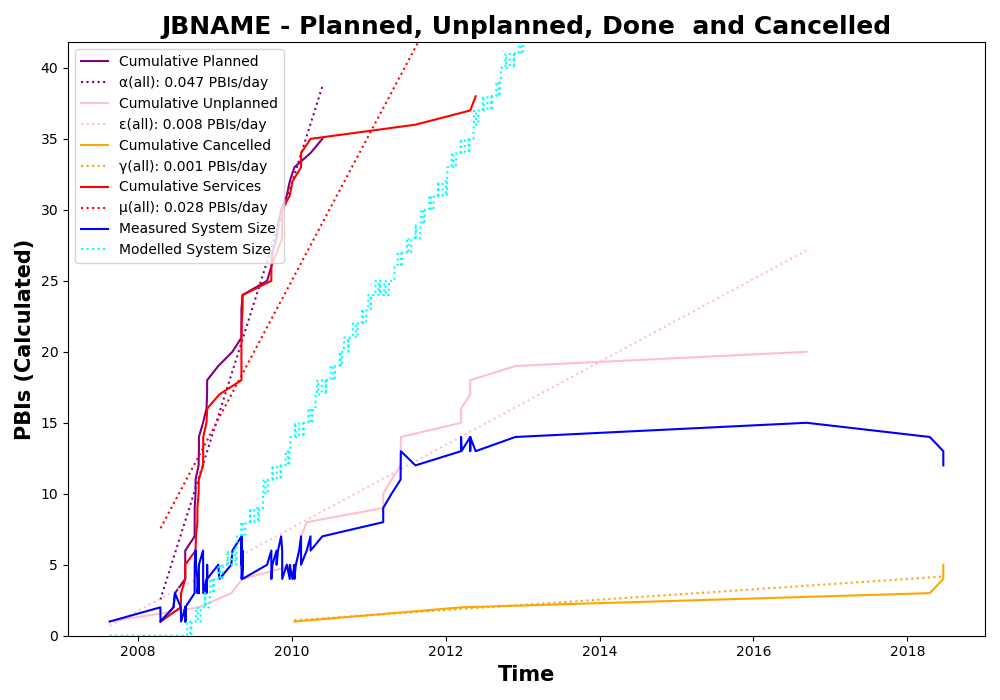 JBNAME - Planned, Unplanned, Done  and Cancelled
Cumulative Planned
α(all): 0.047 PBIs/day
Cumulative Unplanned
ε(all): 0.008 PBIs/day
Cumulative Cancelled
γ(all): 0.001 PBIs/day
Cumulative Services
μ(all): 0.028 PBIs/day
Measured System Size
Modelled System Size
PBIs (Calculated)
40
35
30
25
20
15
10
5
0
2008
2010
2012
2014
2016
2018
Time